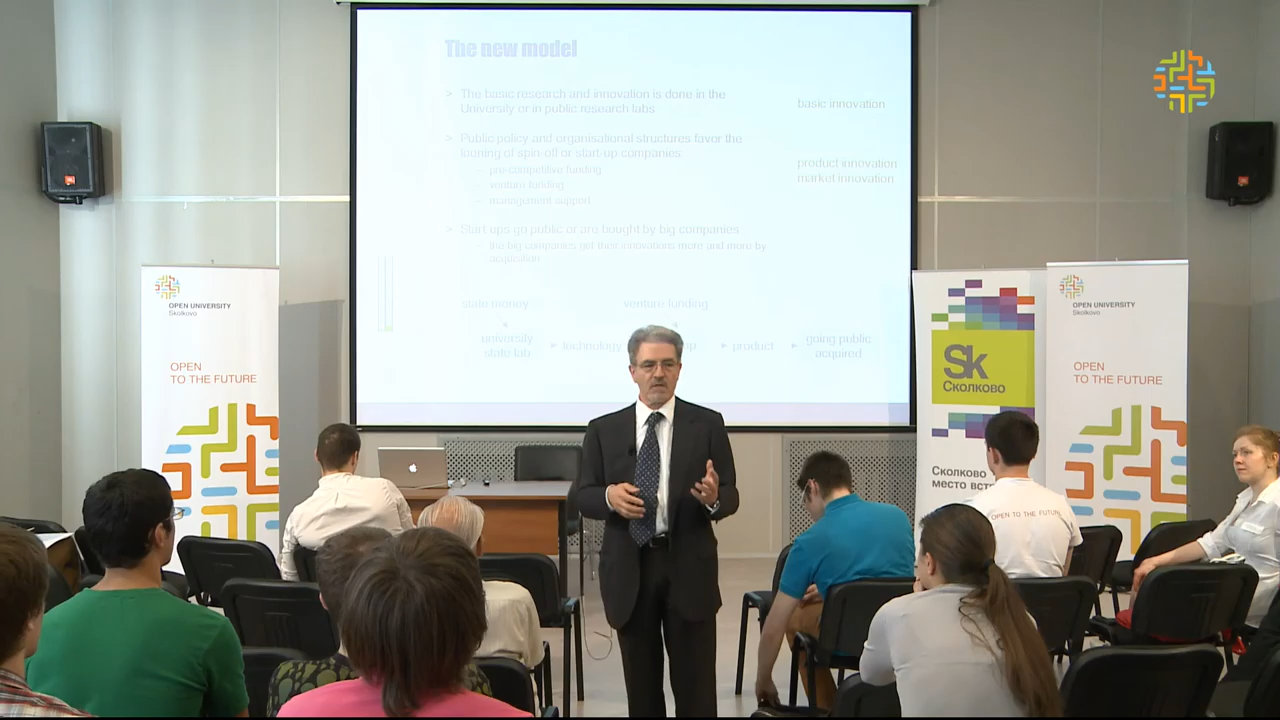 The new model
> The basic research and innovation is done in the
University or in public research labs
basic innovation
> Public policy and organisational structures favor the
founing of spin-off or start-up companies:
– pre-competitive funding
– venture funding
– management support
product innovation
market innovation
> Start ups go public or are bought by big companies
– the big companies get their innovations more and more by
acquisition
state money
venture funding
university
state lab
technology
product
going public
acquired
OPEN UNIVERSITY
Skolkovo
OPEN
TO THE FUTURE
Sk
Сколково
Сколково
место
OPEN UNIVERSITY
Skolkovo
OPEN
TO THE FUTURE
OPEN TO THE FUTURE
JBL
JBL